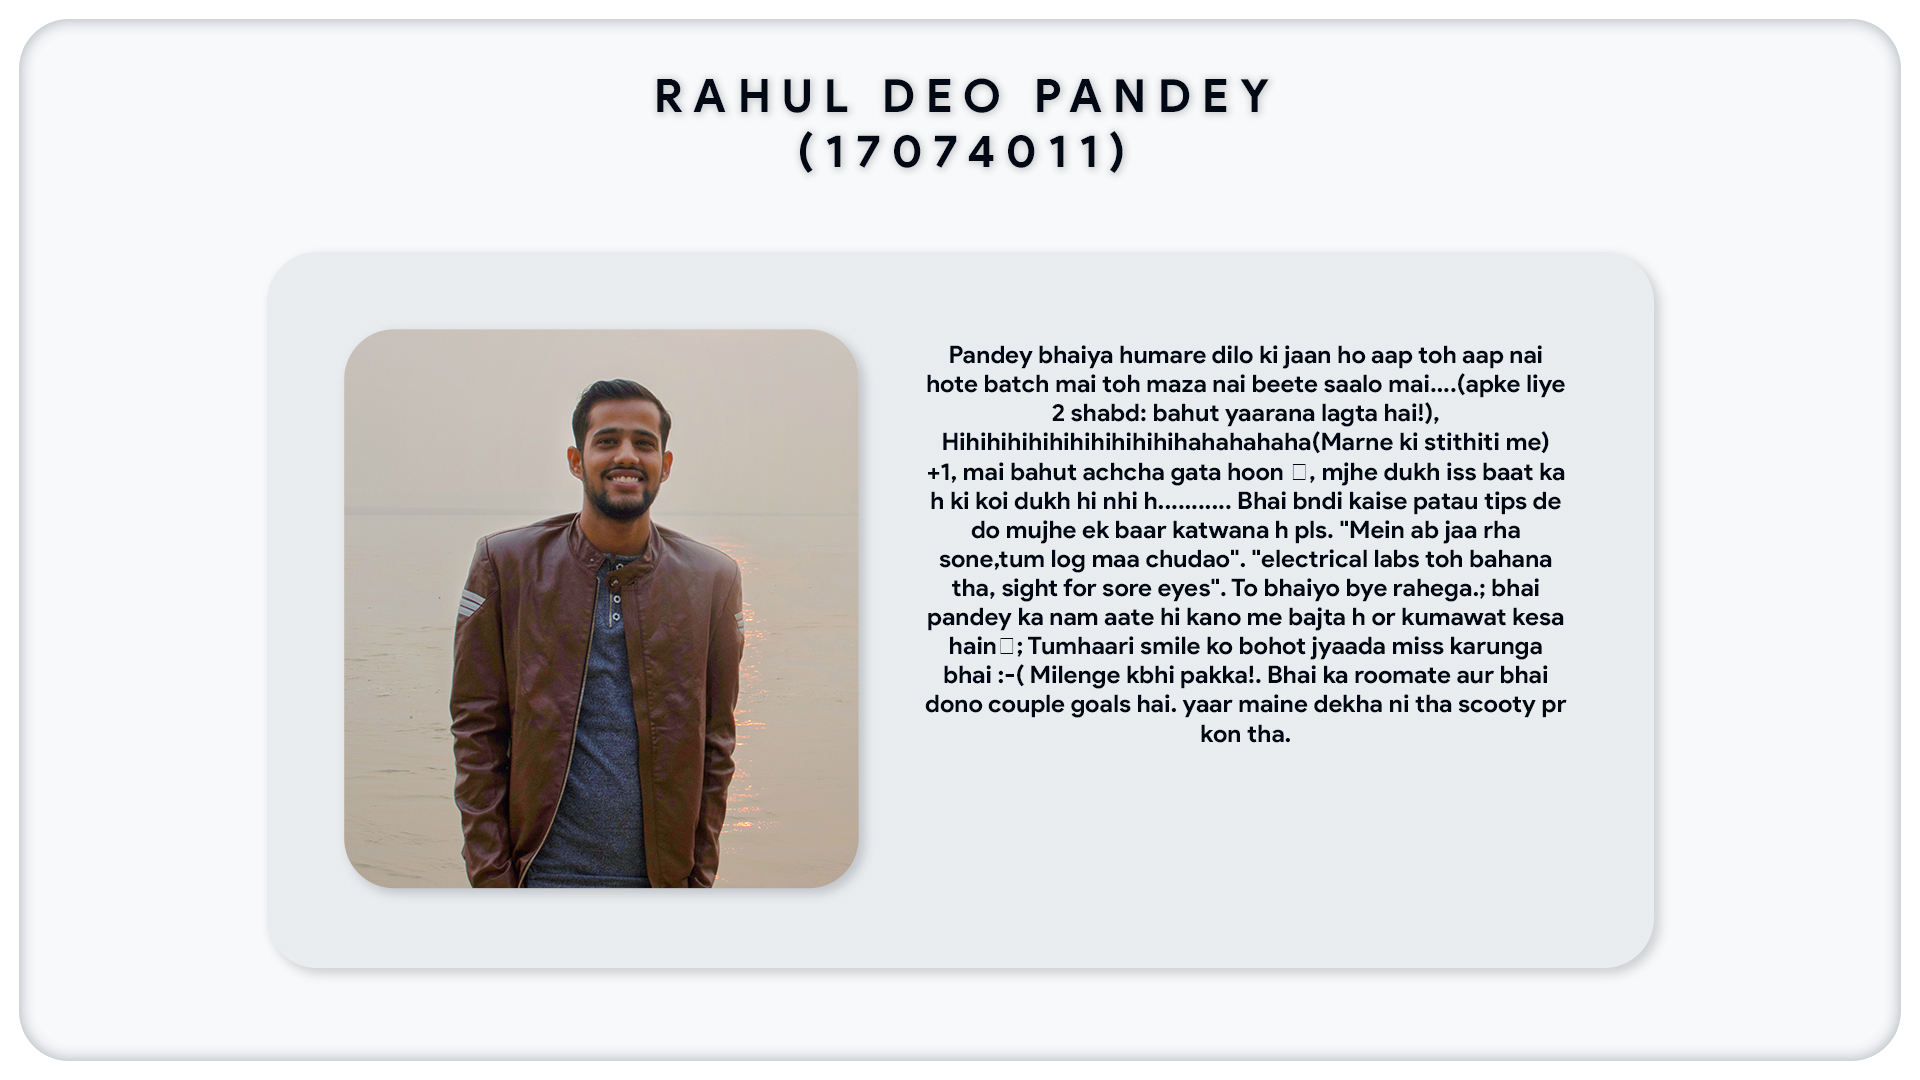 RAHUL DEO PANDEY
(17074011)
Pandey bhaiya humare dilo ki jaan ho aap toh aap nai
hote batch mai toh maza nai beete saalo mai....(apke liye
2 shabd: bahut yaarana lagta hai!),
Hihihihihihihihihihihihihahahahahaha(Marne ki stithiti me)
+1, mai bahut achcha gata hoon □, mjhe dukh iss baat ka
h ki koi dukh hi nhi h........... Bhai bndi kaise patau tips de
do mujhe ek baar katwana h pls. "Mein ab jaa rha
sone,tum log maa chudao". "electrical labs toh bahana
tha, sight for sore eyes". To bhaiyo bye rahega.; bhai
pandey ka nam aate hi kano me bajta h or kumawat kesa
hain□; Tumhaari smile ko bohot jyaada miss karunga
bhai :-( Milenge kbhi pakka!. Bhai ka roomate aur bhai
dono couple goals hai. yaar maine dekha ni tha scooty pr
kon tha.